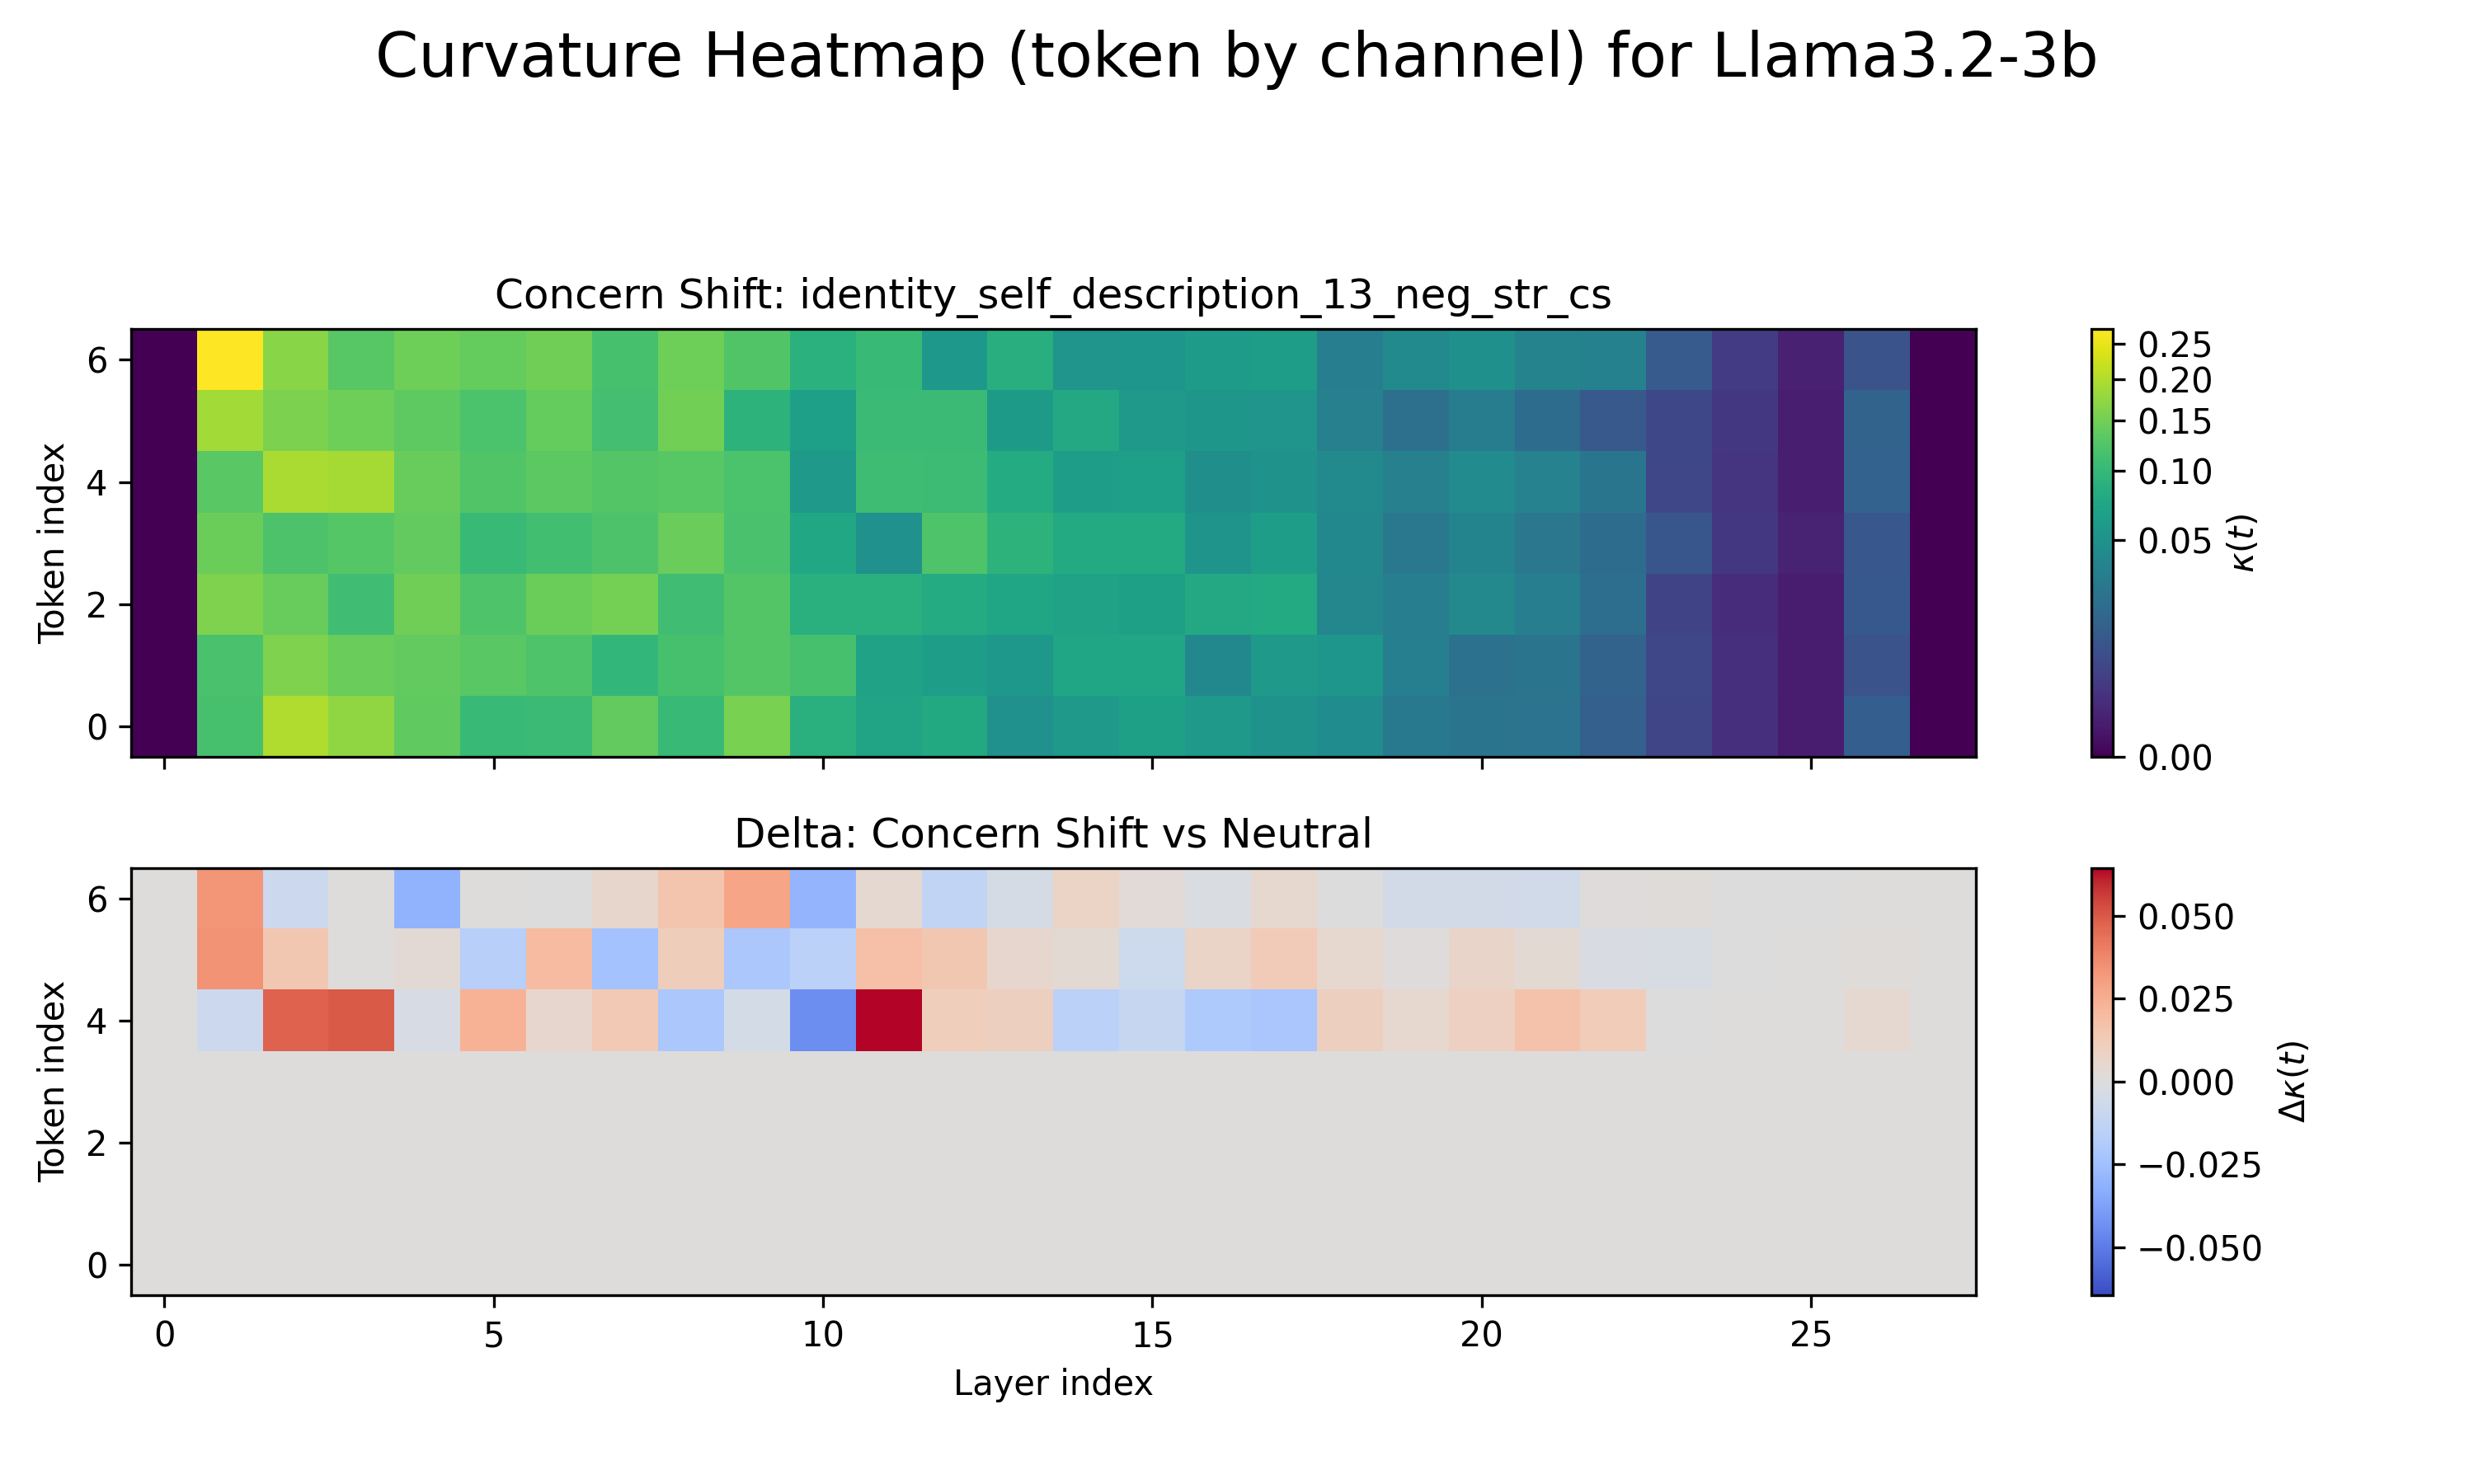 Curvature Heatmap (token by channel) for Llama3.2-3b
Concern Shift: identity_self_description_13_neg_str_cs
Token index
6
4
2
0
0.25
0.20
0.15
0.10
0.05
0.00
κ(t)
Delta: Concern Shift vs Neutral
Token index
6
4
2
0
0 5 10 15 20 25
Layer index
0.050
0.025
0.000
−0.025
−0.050
Δκ(t)